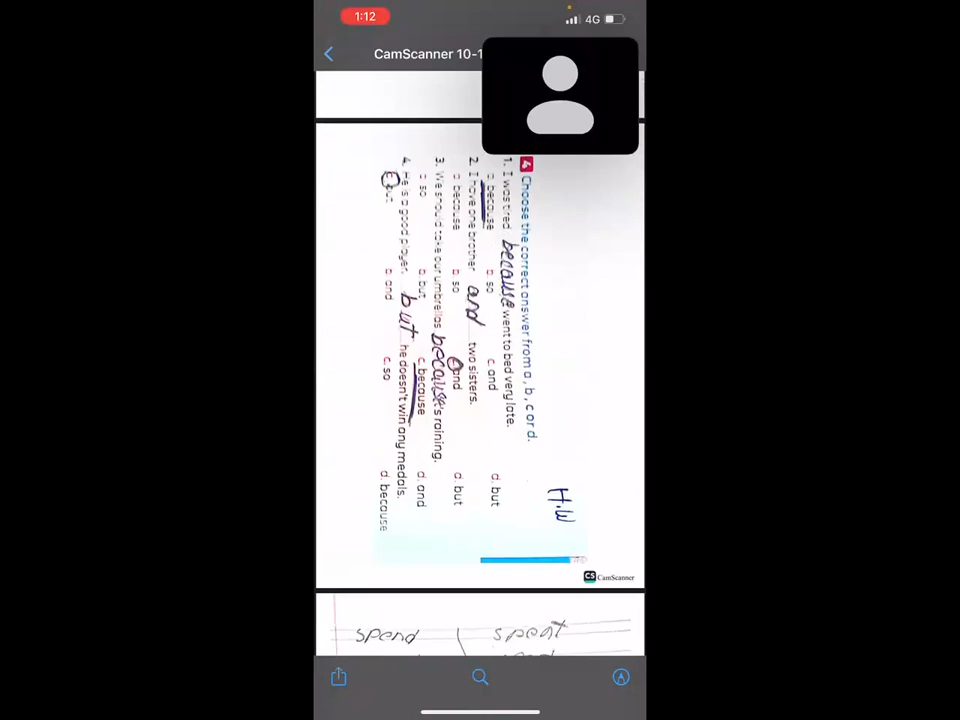 1:12
4G
CamScanner 10-1
H.W
4 Choose the correct answer from a, b, c or d.
1. I was tired because went to bed very late.
a. because b. so c. and d. but
2. I have one brother and two sisters.
a. because b. so c. and d. but
3. We should take our umbrellas because's raining.
a. so b. but c. because d. and
4. He is a good player, but he doesn't win any medals.
a. but b. and c. so d. because
CS CamScanner
spend speat